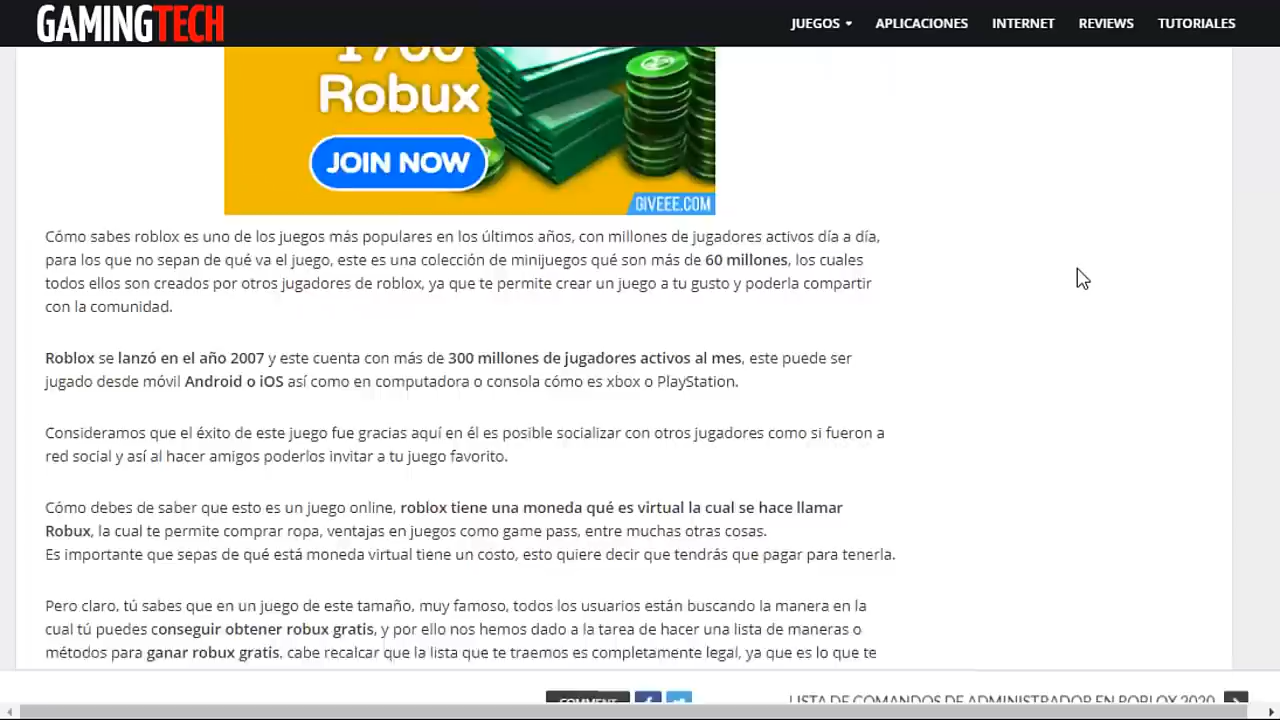 GAMINGTECH
JUEGOS
APLICACIONES
INTERNET
REVIEWS
TUTORIALES
1700
Robux
JOIN NOW
GIVEEE.COM
Cómo sabes roblox es uno de los juegos más populares en los últimos años, con millones de jugadores activos día a día,
para los que no sepan de qué va el juego, este es una colección de minijuegos qué son más de 60 millones, los cuales
todos ellos son creados por otros jugadores de roblox, ya que te permite crear un juego a tu gusto y poderla compartir
con la comunidad.
Roblox se lanzó en el año 2007 y este cuenta con más de 300 millones de jugadores activos al mes, este puede ser
jugado desde móvil Android o iOS así como en computadora o consola cómo es xbox o PlayStation.
Consideramos que el éxito de este juego fue gracias aquí en él es posible socializar con otros jugadores como si fueron a
red social y así al hacer amigos poderlos invitar a tu juego favorito.
Cómo debes de saber que esto es un juego online, roblox tiene una moneda qué es virtual la cual se hace llamar
Robux, la cual te permite comprar ropa, ventajas en juegos como game pass, entre muchas otras cosas.
Es importante que sepas de qué está moneda virtual tiene un costo, esto quiere decir que tendrás que pagar para tenerla.
Pero claro, tú sabes que en un juego de este tamaño, muy famoso, todos los usuarios están buscando la manera en la
cual tú puedes conseguir obtener robux gratis, y por ello nos hemos dado a la tarea de hacer una lista de maneras o
métodos para ganar robux gratis, cabe recalcar que la lista que te traemos es completamente legal, ya que es lo que te
COMMENT
LISTA DE COMANDOS DE ADMINISTRADOR EN ROBLOX 2020